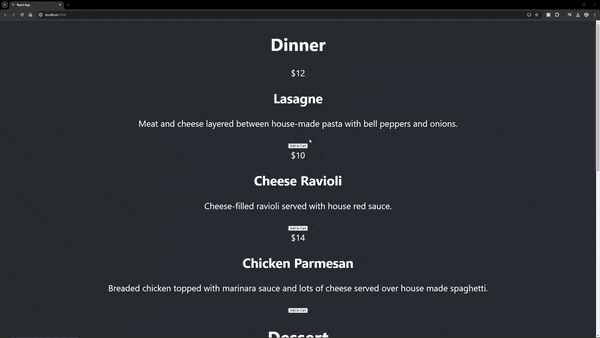 React App
localhost
Dinner
$12
Lasagne
Meat and cheese layered between house-made pasta with bell peppers and onions.
Add to Cart
$10
Cheese Ravioli
Cheese-filled ravioli served with house red sauce.
Add to Cart
$14
Chicken Parmesan
Breaded chicken topped with marinara sauce and lots of cheese served over house made spaghetti.
Add to Cart
Dessert